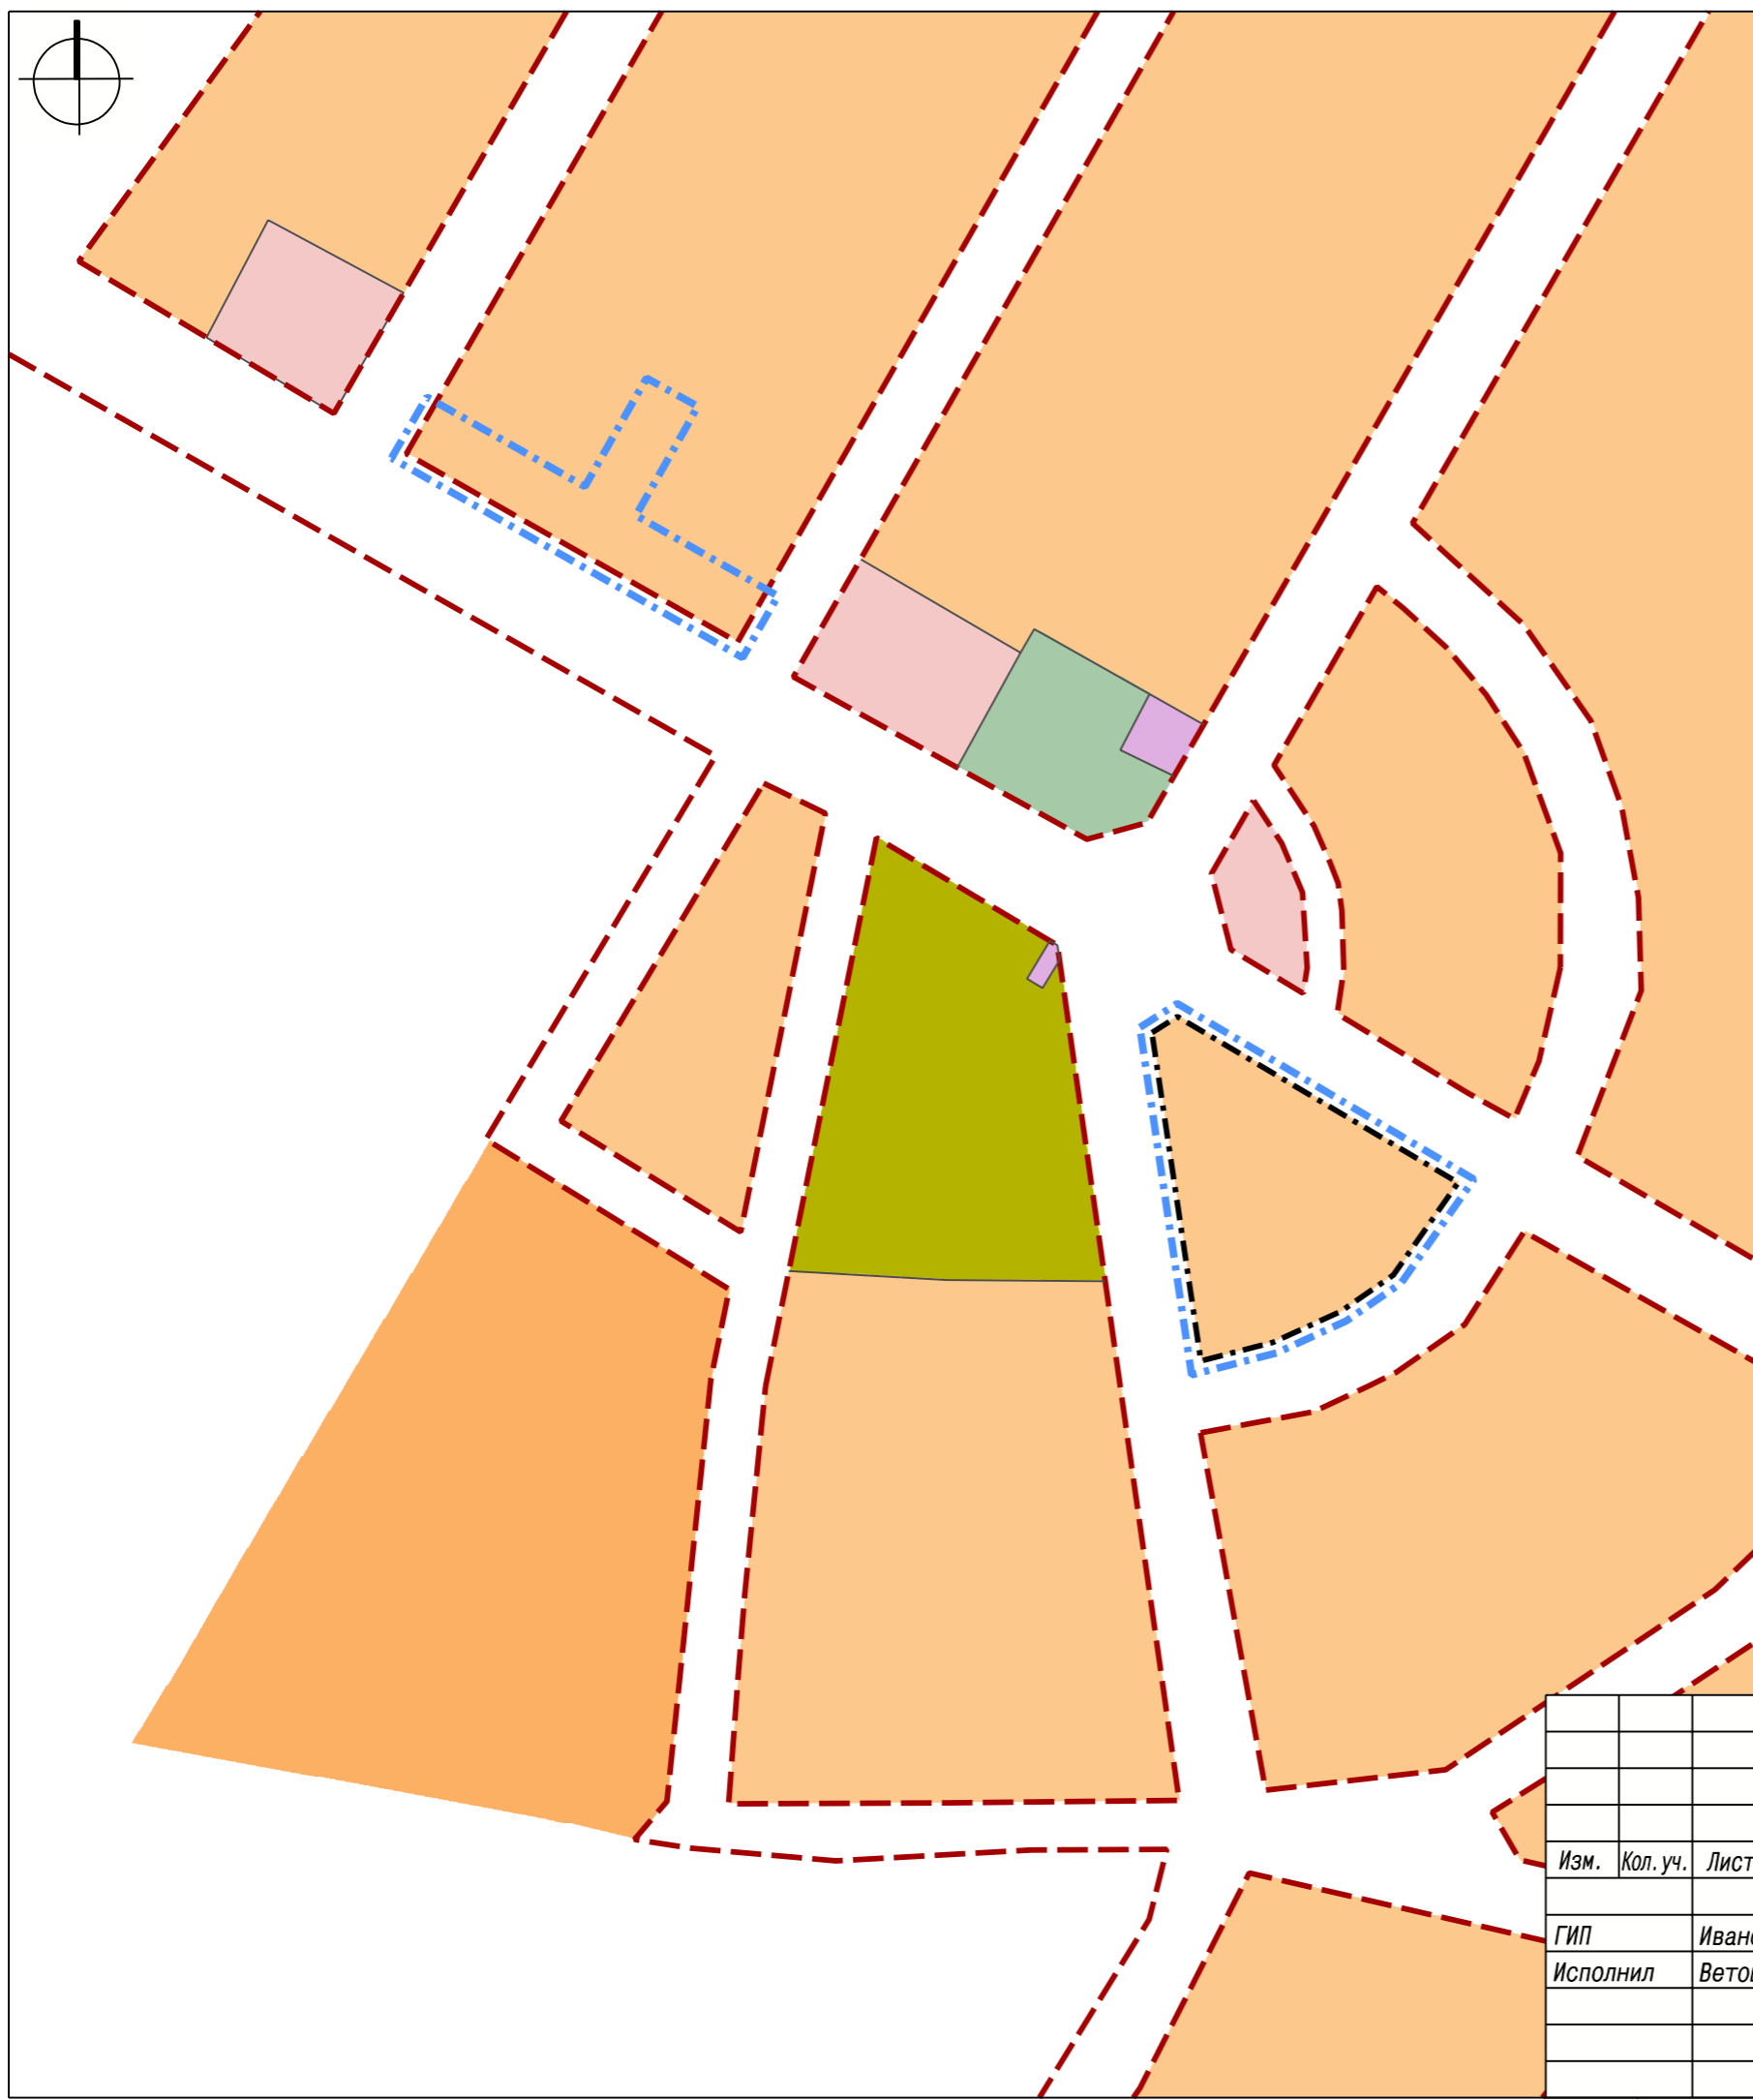 Изм. Кол.уч. Лист
ГИП
Исполнил